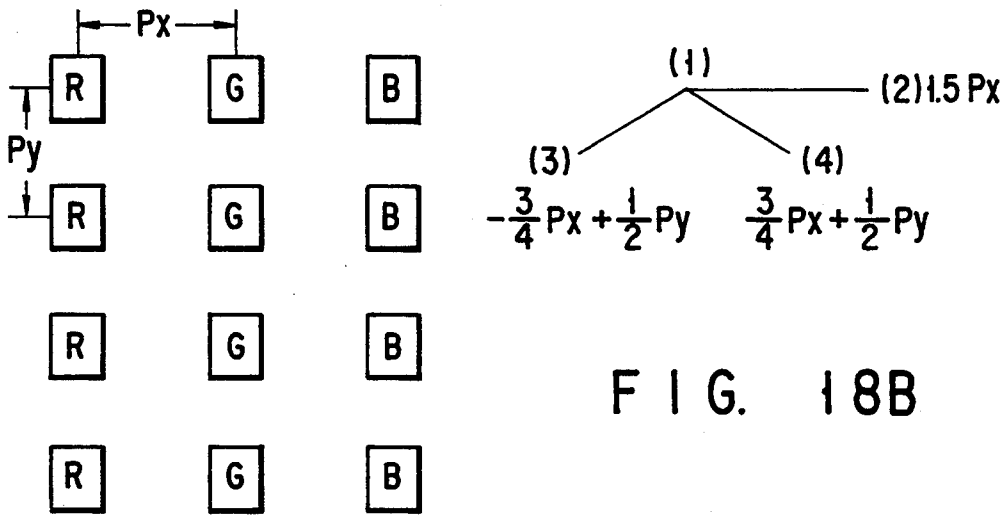 Px
R G B
Py
R G B
R G B
R G B
(1)
(2) 1.5 Px
(3) (4)
-3/4 Px + 1/2 Py 3/4 Px + 1/2 Py
FIG. 18B